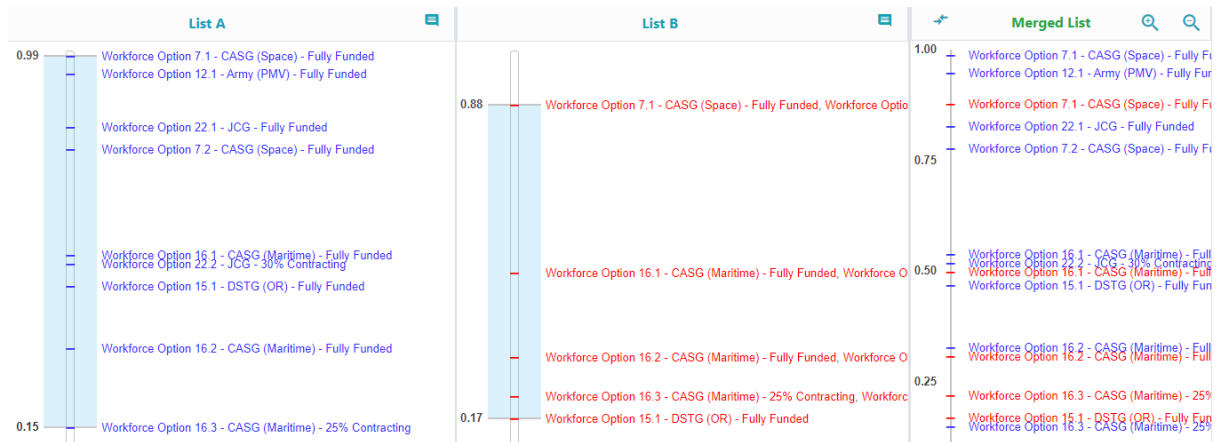 List A
0.99
Workforce Option 7.1 - CASG (Space) - Fully Funded
Workforce Option 12.1 - Army (PMV) - Fully Funded
Workforce Option 22.1 - JCG - Fully Funded
Workforce Option 7.2 - CASG (Space) - Fully Funded
Workforce Option 16.1 - CASG (Maritime) - Fully Funded
Workforce Option 22.2 - JCG - 30% Contracting
Workforce Option 15.1 - DSTG (OR) - Fully Funded
Workforce Option 16.2 - CASG (Maritime) - Fully Funded
0.15
Workforce Option 16.3 - CASG (Maritime) - 25% Contracting
List B
0.88
Workforce Option 7.1 - CASG (Space) - Fully Funded, Workforce Optio
Workforce Option 16.1 - CASG (Maritime) - Fully Funded, Workforce O
Workforce Option 16.2 - CASG (Maritime) - Fully Funded, Workforce O
Workforce Option 16.3 - CASG (Maritime) - 25% Contracting, Workforc
0.17
Workforce Option 15.1 - DSTG (OR) - Fully Funded
Merged List
1.00
Workforce Option 7.1 - CASG (Space) - Fully Fu
Workforce Option 12.1 - Army (PMV) - Fully Fur
Workforce Option 7.1 - CASG (Space) - Fully Fu
Workforce Option 22.1 - JCG - Fully Funded
Workforce Option 7.2 - CASG (Space) - Fully Fu
0.75
Workforce Option 16.1 - CASG (Maritime) - Full
Workforce Option 22.2 - JCG - 30% Contracting
0.50
Workforce Option 16.1 - CASG (Maritime) - Full
Workforce Option 15.1 - DSTG (OR) - Fully Fun
Workforce Option 16.2 - CASG (Maritime) - Full
Workforce Option 16.2 - CASG (Maritime) - Full
0.25
Workforce Option 16.3 - CASG (Maritime) - 25%
Workforce Option 15.1 - DSTG (OR) - Fully Fun
Workforce Option 16.3 - CASG (Maritime) - 25%